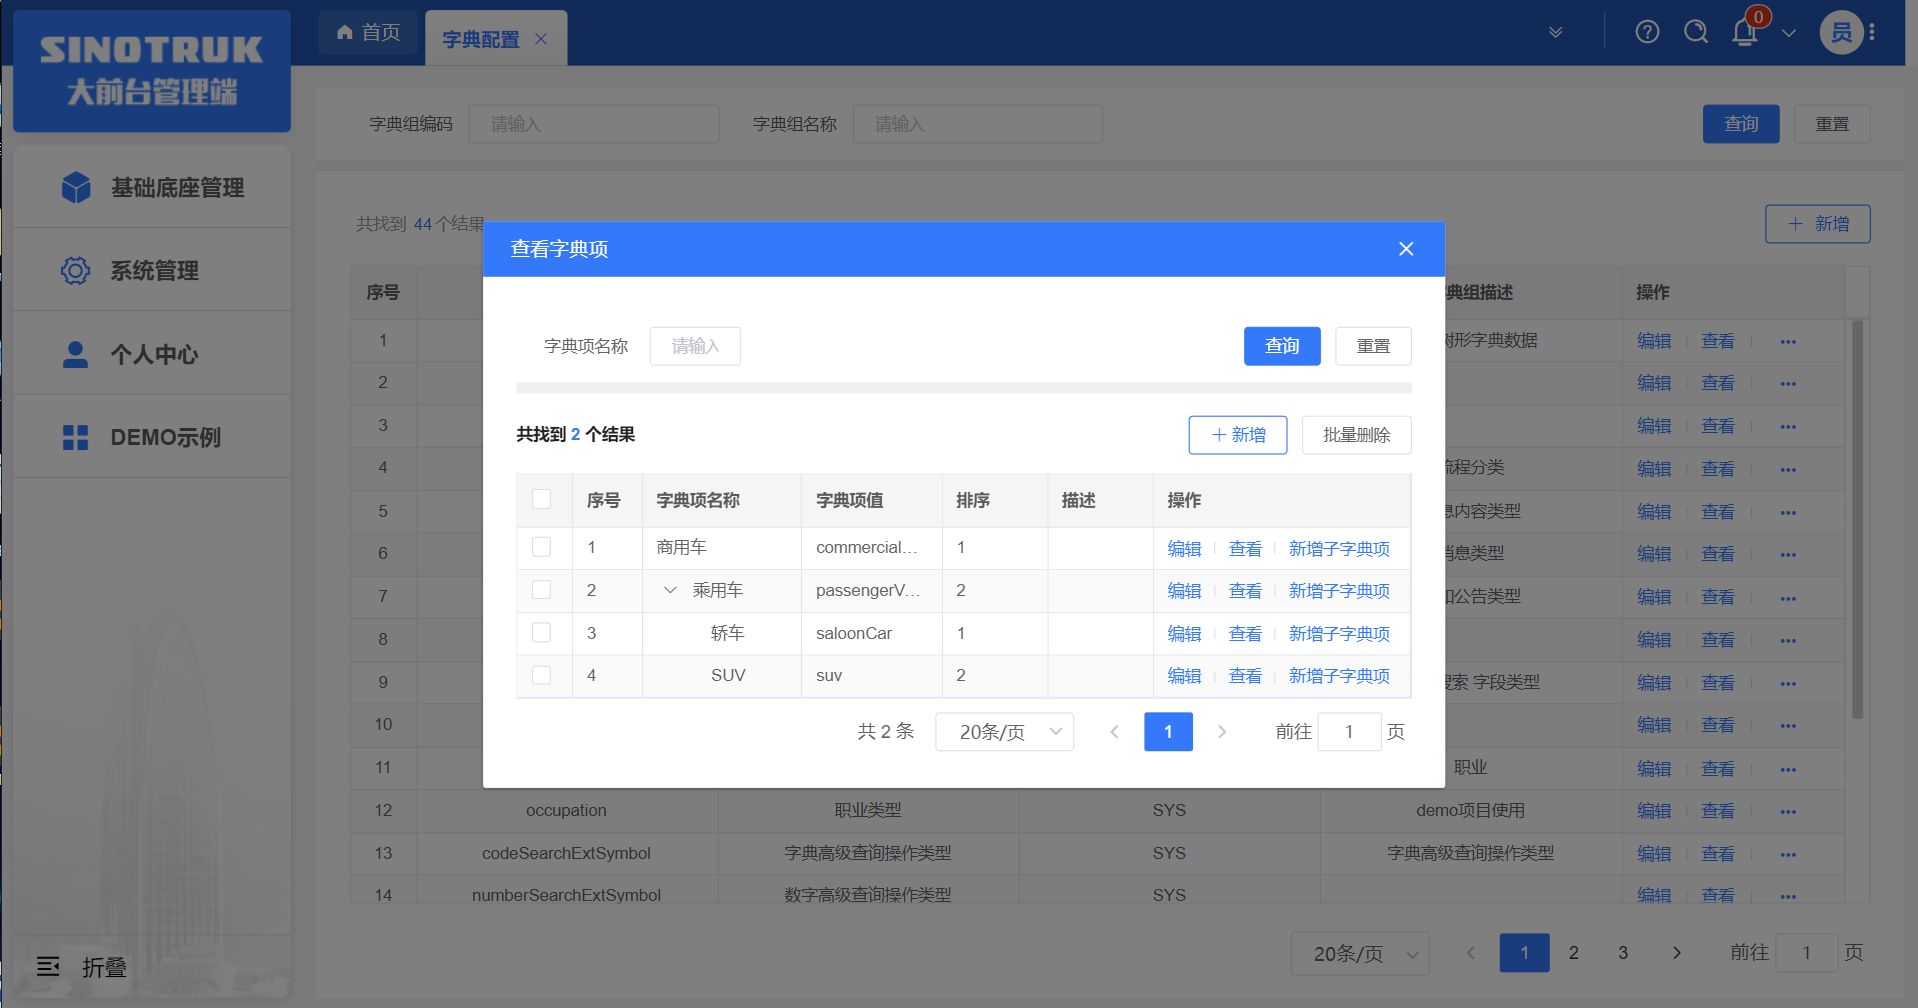 SINOTRUK
大前台管理端
首页
字典配置
0
员
基础底座管理
系统管理
个人中心
DEMO示例
折叠
字典组编码 请输入 字典组名称 请输入 查询 重置
共找到 44 个结果
新增
序号 典组描述 操作
1 树形字典数据 编辑 查看
2 编辑 查看
3 编辑 查看
4 流程分类 编辑 查看
5 息内容类型 编辑 查看
6 消息类型 编辑 查看
7 知公告类型 编辑 查看
8 编辑 查看
9 搜索 字段类型 编辑 查看
10 编辑 查看
11 职业 编辑 查看
12 occupation 职业类型 SYS demo项目使用 编辑 查看
13 codeSearchExtSymbol 字典高级查询操作类型 SYS 字典高级查询操作类型 编辑 查看
14 numberSearchExtSymbol 数字高级查询操作类型 SYS 编辑 查看
20条/页 1 2 3 前往 1 页
查看字典项
字典项名称 请输入 查询 重置
共找到 2 个结果 新增 批量删除
序号 字典项名称 字典项值 排序 描述 操作
1 商用车 commercial... 1 编辑 查看 新增子字典项
2 乘用车 passengerV... 2 编辑 查看 新增子字典项
3 轿车 saloonCar 1 编辑 查看 新增子字典项
4 SUV suv 2 编辑 查看 新增子字典项
共 2 条 20条/页 1 前往 1 页